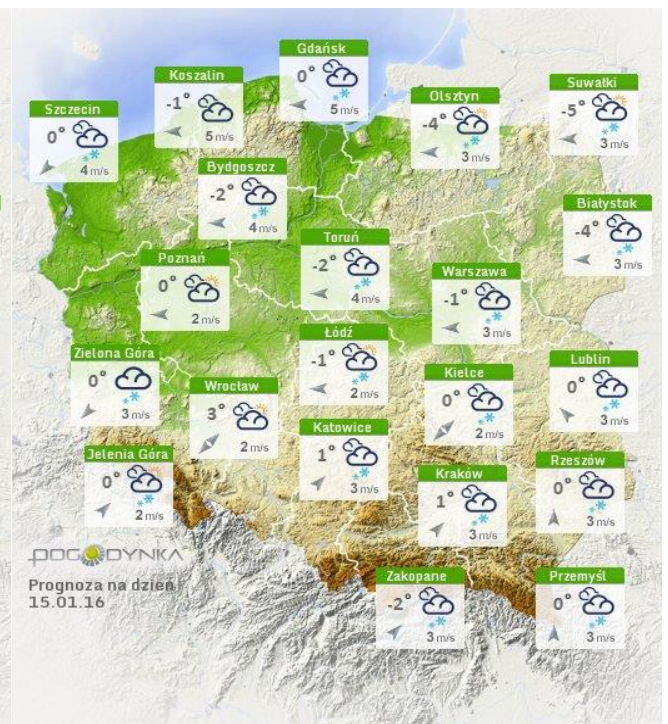 Gdańsk
0°
5 m/s
Koszalin
-1°
5 m/s
Suwałki
-5°
3 m/s
Olsztyn
-4°
3 m/s
Szczecin
0°
4 m/s
Bydgoszcz
-2°
4 m/s
Białystok
-4°
3 m/s
Toruń
-2°
4 m/s
Poznań
0°
2 m/s
Warszawa
-1°
3 m/s
Łódź
-1°
2 m/s
Zielona Góra
0°
3 m/s
Lublin
0°
3 m/s
Kielce
0°
2 m/s
Wrocław
3°
2 m/s
Katowice
1°
3 m/s
Jelenia Góra
0°
2 m/s
Rzeszów
0°
3 m/s
Kraków
1°
3 m/s
POGODYNKA
Prognoza na dzień
15.01.16
Zakopane
-2°
3 m/s
Przemyśl
0°
3 m/s